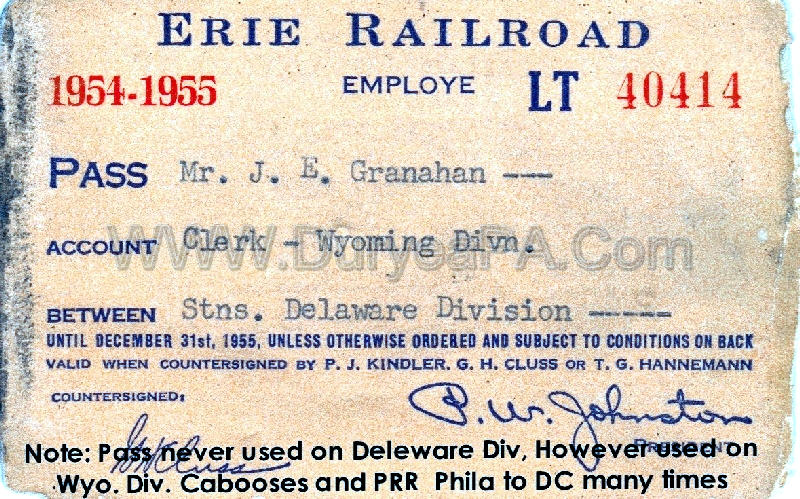 ERIE RAILROAD
1954-1955 EMPLOYE LT 40414
PASS Mr. J. E. Granahan ---
ACCOUNT Clerk - Wyoming Divn.
WWW.DuryeaPA.Com
BETWEEN Stns. Delaware Division -----
UNTIL DECEMBER 31st, 1955, UNLESS OTHERWISE ORDERED AND SUBJECT TO CONDITIONS ON BACK
VALID WHEN COUNTERSIGNED BY P. J. KINDLER, G. H. CLUSS OR T. G. HANNEMANN
COUNTERSIGNED:
P. W. Johnston
PRESIDENT
G H Cluss
Note: Pass never used on Deleware Div, However used on
Wyo. Div. Cabooses and PRR Phila to DC many times